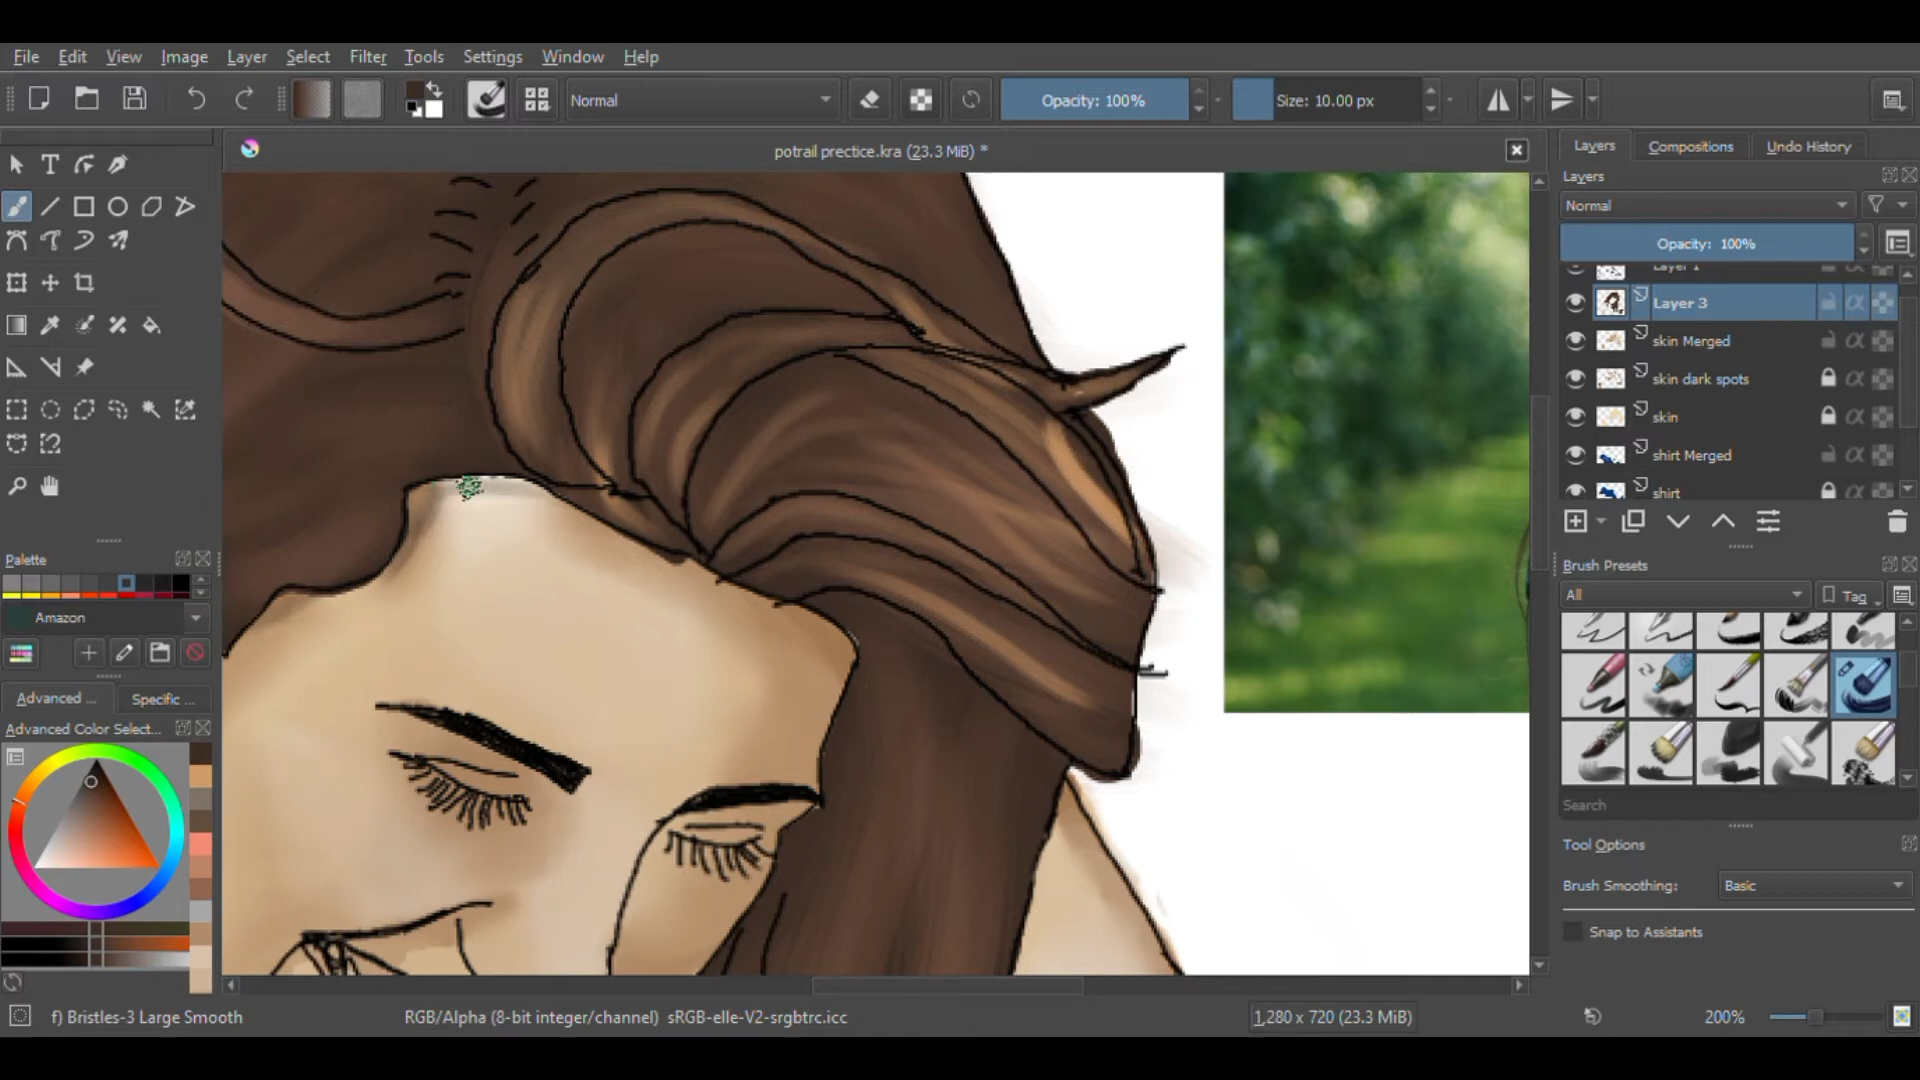 File Edit View Image Layer Select Filter Tools Settings Window Help
Normal
Opacity: 100%
Size: 10.00 px
potrail prectice.kra (23.3 MiB) *
Layers Compositions Undo History
Layers
Normal
Opacity: 100%
Layer 1
Layer 3
skin Merged
skin dark spots
skin
shirt Merged
shirt
Palette
Amazon
Advanced ... Specific ...
Advanced Color Select...
Brush Presets
All
Tag
Search
Tool Options
Brush Smoothing: Basic
Snap to Assistants
f) Bristles-3 Large Smooth
RGB/Alpha (8-bit integer/channel) sRGB-elle-V2-srgbtrc.icc
1,280 x 720 (23.3 MiB)
200%